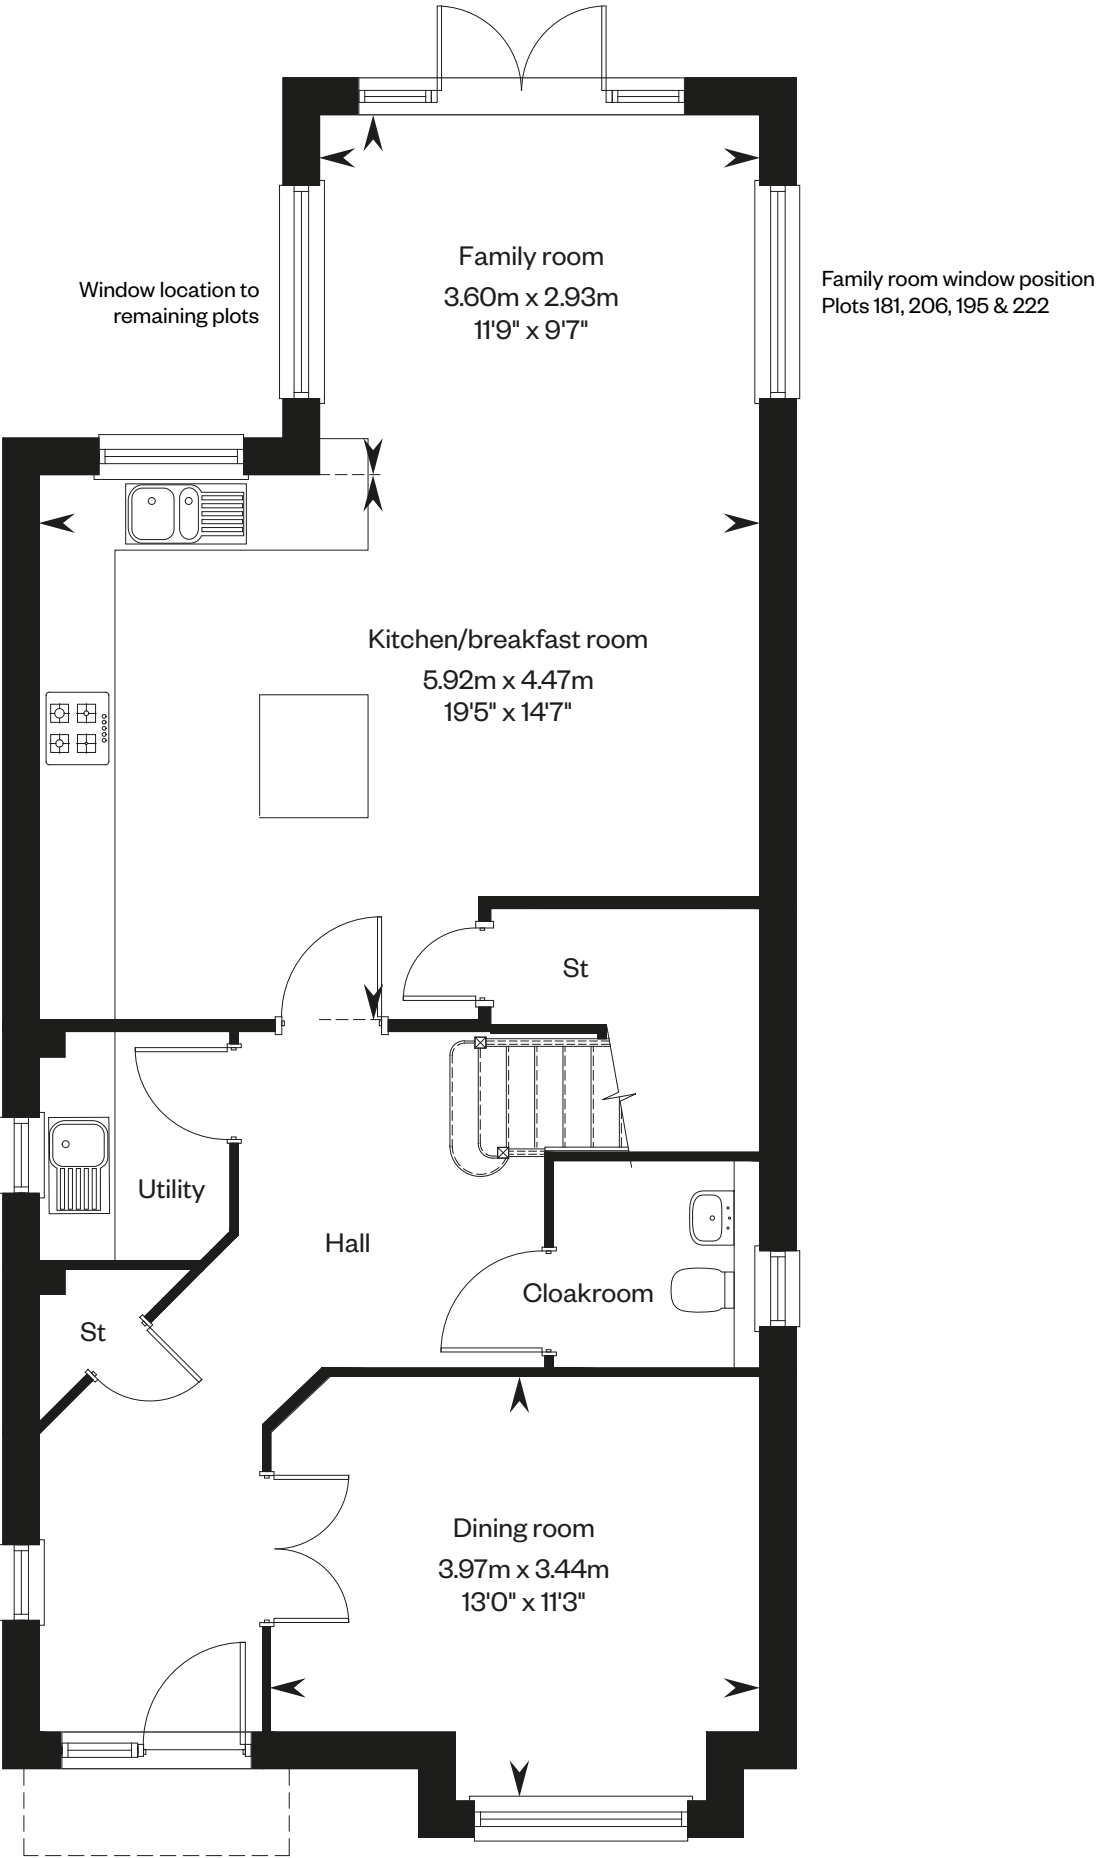 Family room
3.60m x 2.93m
11'9" x 9'7"
Window location to
remaining plots
Family room window position
Plots 181, 206, 195 & 222
Kitchen/breakfast room
5.92m x 4.47m
19'5" x 14'7"
St
Utility
Hall
Cloakroom
St
Dining room
3.97m x 3.44m
13'0" x 11'3"